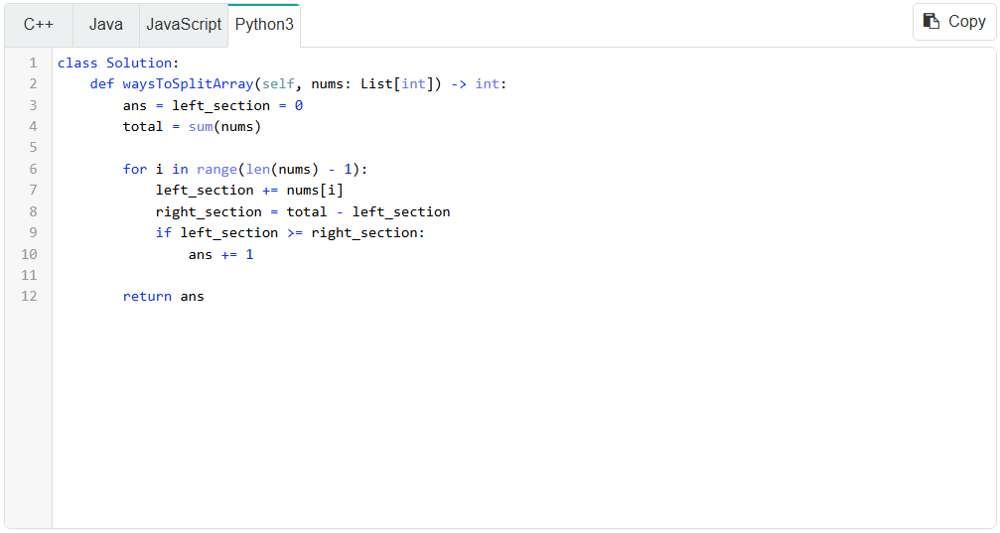 C++ Java JavaScript Python3 Copy
1 class Solution:
2     def waysToSplitArray(self, nums: List[int]) -> int:
3         ans = left_section = 0
4         total = sum(nums)
5
6         for i in range(len(nums) - 1):
7             left_section += nums[i]
8             right_section = total - left_section
9             if left_section >= right_section:
10                 ans += 1
11
12         return ans